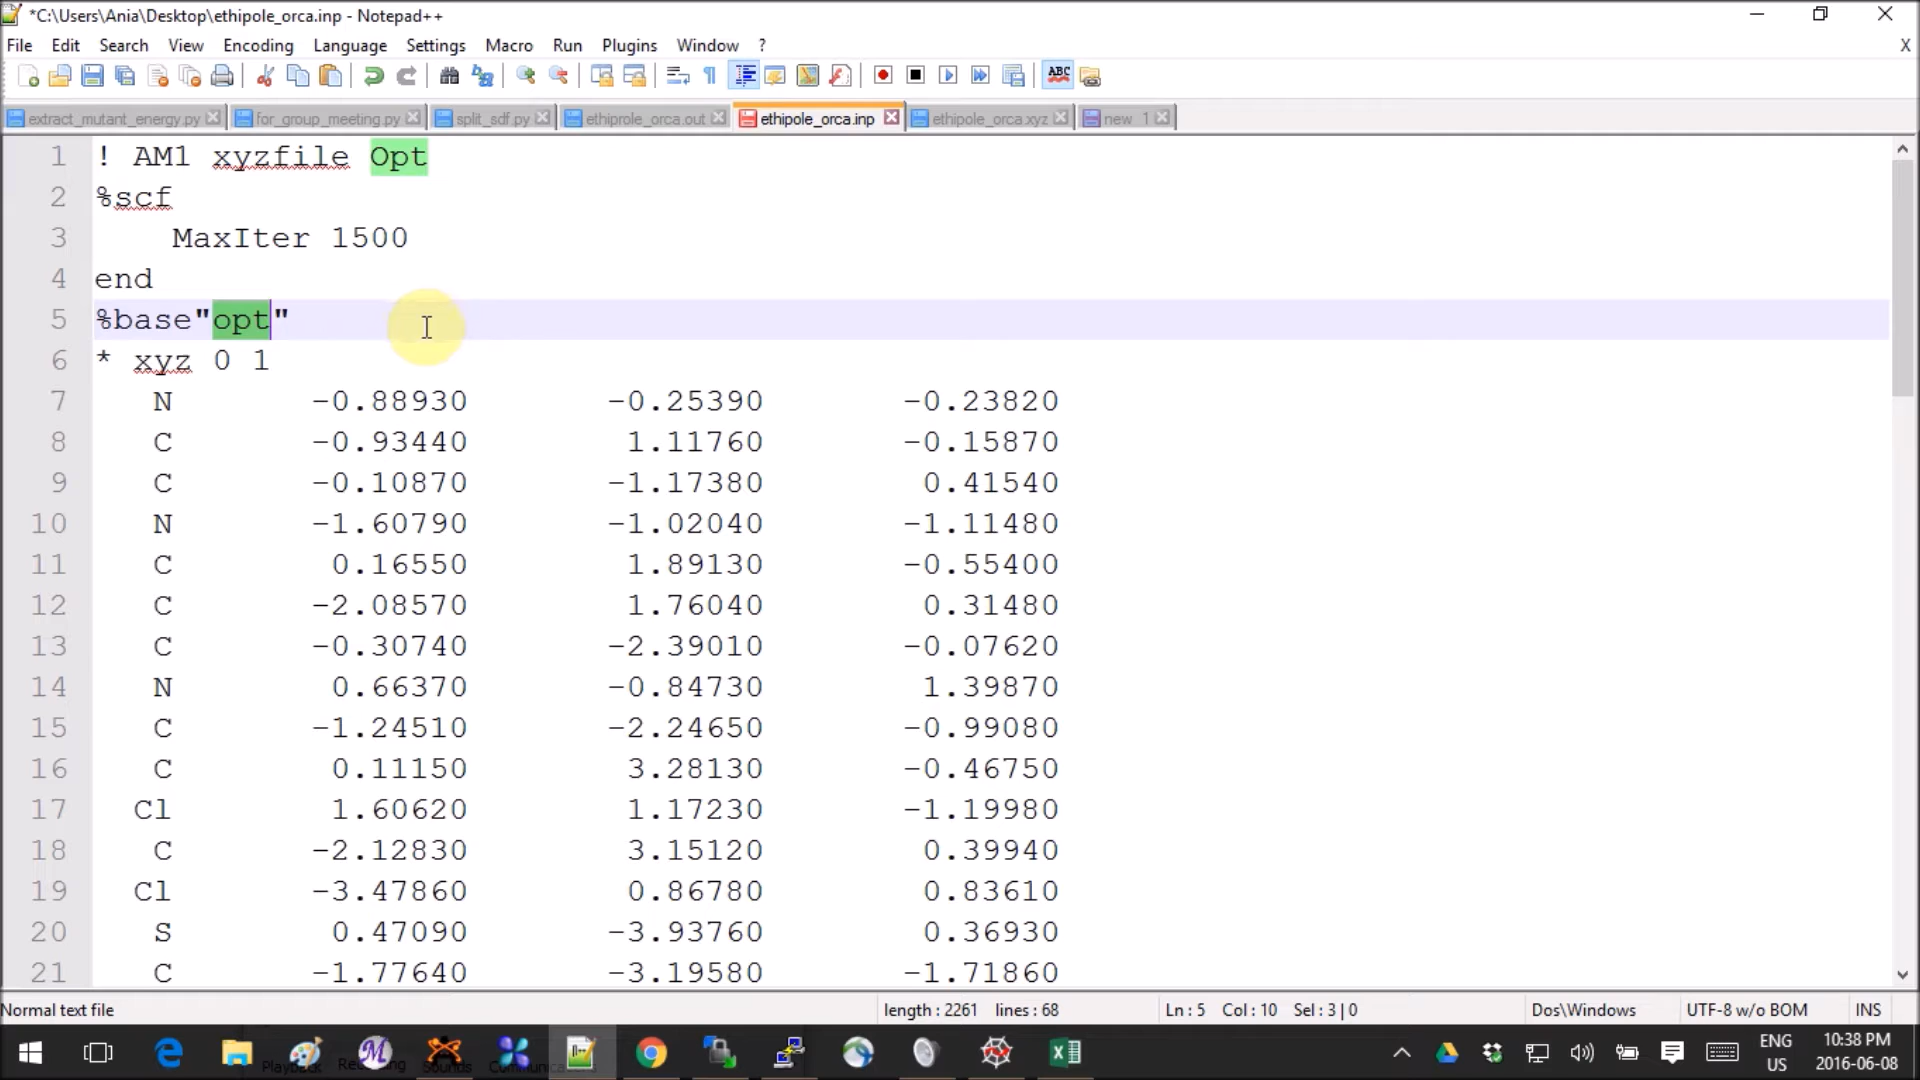 *C:\Users\Ania\Desktop\ethipole_orca.inp - Notepad++
File Edit Search View Encoding Language Settings Macro Run Plugins Window ? X
ABC
extract_mutant_energy.py for_group_meeting.py split_sdf.py ethiprole_orca.out ethipole_orca.inp ethipole_orca.xyz new 1
1 ! AM1 xyzfile Opt
2 %scf
3 MaxIter 1500
4 end
5 %base"opt"
6 * xyz 0 1
7 N -0.88930 -0.25390 -0.23820
8 C -0.93440 1.11760 -0.15870
9 C -0.10870 -1.17380 0.41540
10 N -1.60790 -1.02040 -1.11480
11 C 0.16550 1.89130 -0.55400
12 C -2.08570 1.76040 0.31480
13 C -0.30740 -2.39010 -0.07620
14 N 0.66370 -0.84730 1.39870
15 C -1.24510 -2.24650 -0.99080
16 C 0.11150 3.28130 -0.46750
17 Cl 1.60620 1.17230 -1.19980
18 C -2.12830 3.15120 0.39940
19 Cl -3.47860 0.86780 0.83610
20 S 0.47090 -3.93760 0.36930
21 C -1.77640 -3.19580 -1.71860
Normal text file length : 2261 lines : 68 Ln : 5 Col : 10 Sel : 3 | 0 Dos\Windows UTF-8 w/o BOM INS
Playback Recording Sounds Communications
ENG
US
10:38 PM
2016-06-08